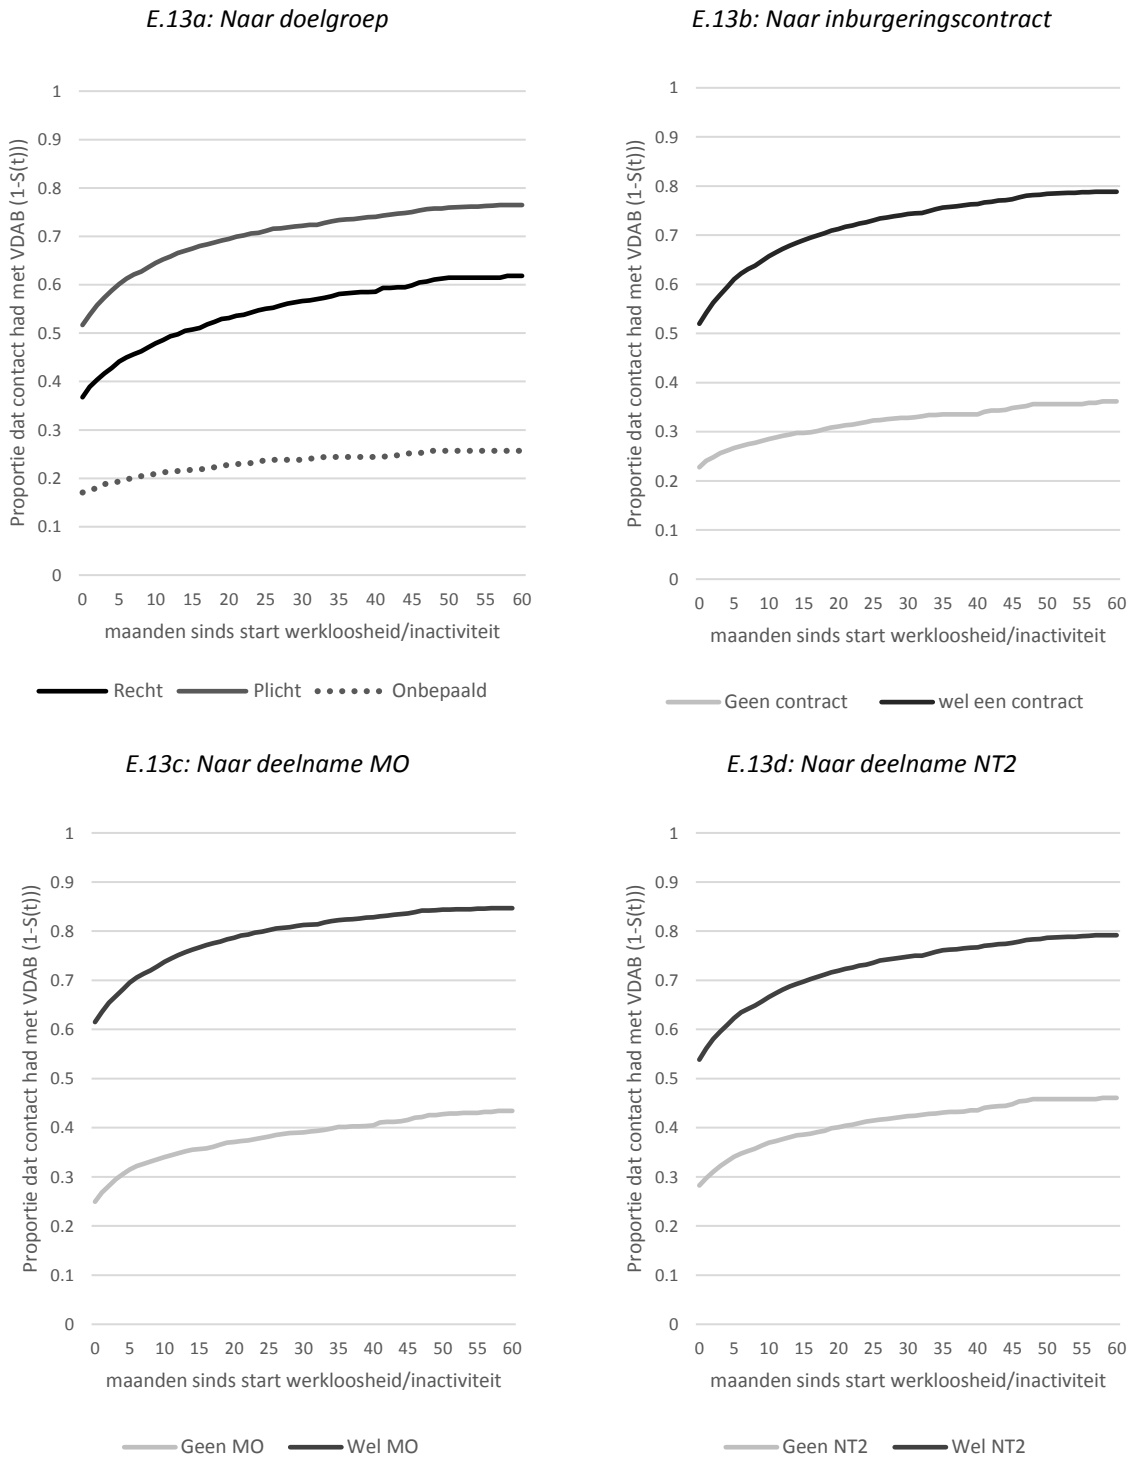 E.13a: Naar doelgroep
Proportie dat contact had met VDAB (1-S(t)))
1
0.9
0.8
0.7
0.6
0.5
0.4
0.3
0.2
0.1
0
0 5 10 15 20 25 30 35 40 45 50 55 60
maanden sinds start werkloosheid/inactiviteit
Recht Plicht Onbepaald
E.13b: Naar inburgeringscontract
Proportie dat contact had met VDAB (1-S(t)))
1
0.9
0.8
0.7
0.6
0.5
0.4
0.3
0.2
0.1
0
0 5 10 15 20 25 30 35 40 45 50 55 60
maanden sinds start werkloosheid/inactiviteit
Geen contract wel een contract
E.13c: Naar deelname MO
Proportie dat contact had met VDAB (1-S(t)))
1
0.9
0.8
0.7
0.6
0.5
0.4
0.3
0.2
0.1
0
0 5 10 15 20 25 30 35 40 45 50 55 60
maanden sinds start werkloosheid/inactiviteit
Geen MO Wel MO
E.13d: Naar deelname NT2
Proportie dat contact had met VDAB (1-S(t)))
1
0.9
0.8
0.7
0.6
0.5
0.4
0.3
0.2
0.1
0
0 5 10 15 20 25 30 35 40 45 50 55 60
maanden sinds start werkloosheid/inactiviteit
Geen NT2 Wel NT2